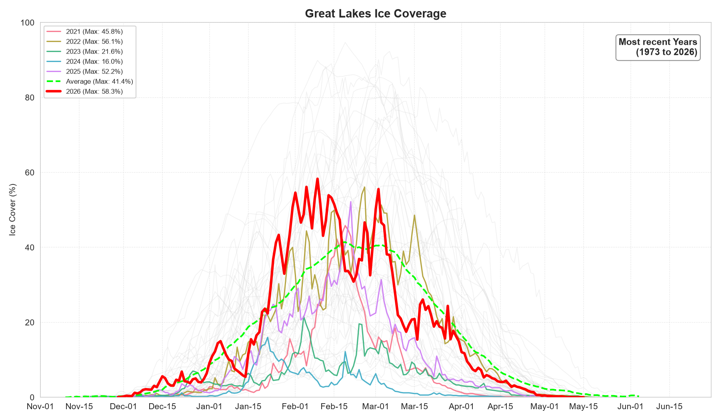 Great Lakes Ice Coverage
2021 (Max: 45.8%)
2022 (Max: 56.1%)
2023 (Max: 21.6%)
2024 (Max: 16.0%)
2025 (Max: 52.2%)
Average (Max: 41.4%)
2026 (Max: 58.3%)
Most recent Years
(1973 to 2026)
Ice Cover (%)
100
80
60
40
20
0
Nov-01 Nov-15 Dec-01 Dec-15 Jan-01 Jan-15 Feb-01 Feb-15 Mar-01 Mar-15 Apr-01 Apr-15 May-01 May-15 Jun-01 Jun-15